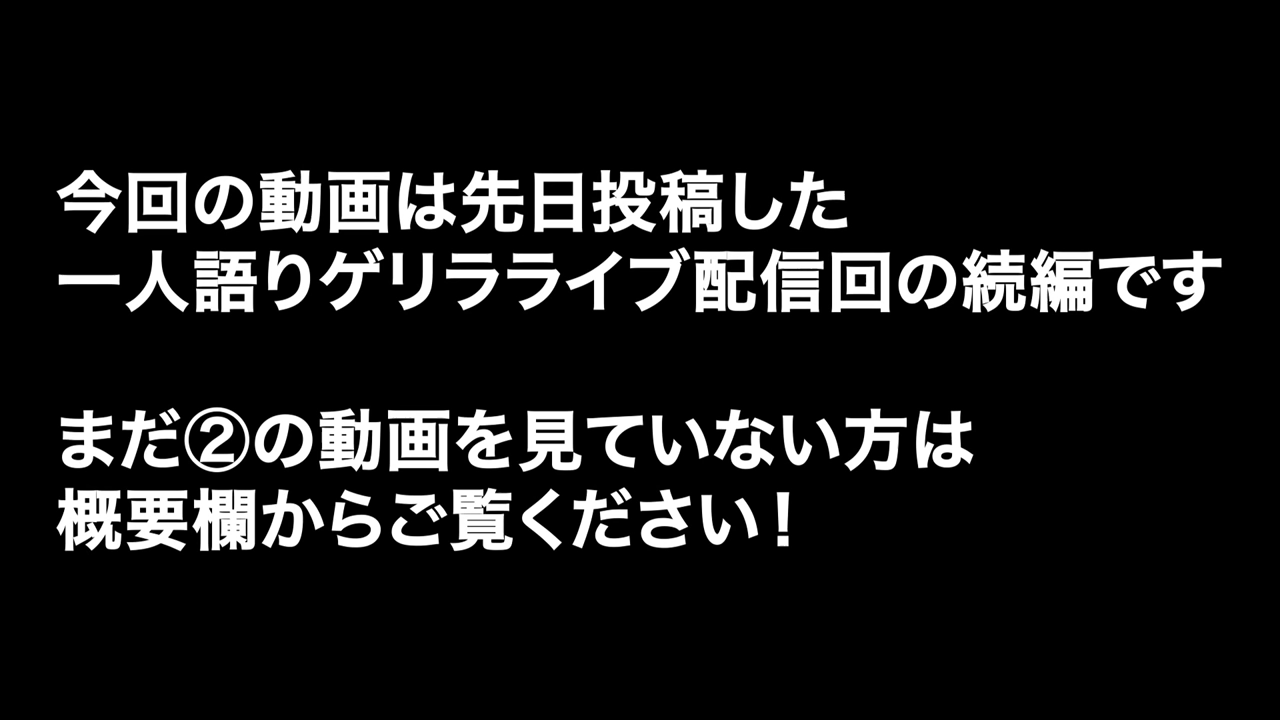 今回の動画は先日投稿した
一人語りゲリラライブ配信回の続編です
まだ②の動画を見ていない方は
概要欄からご覧ください！